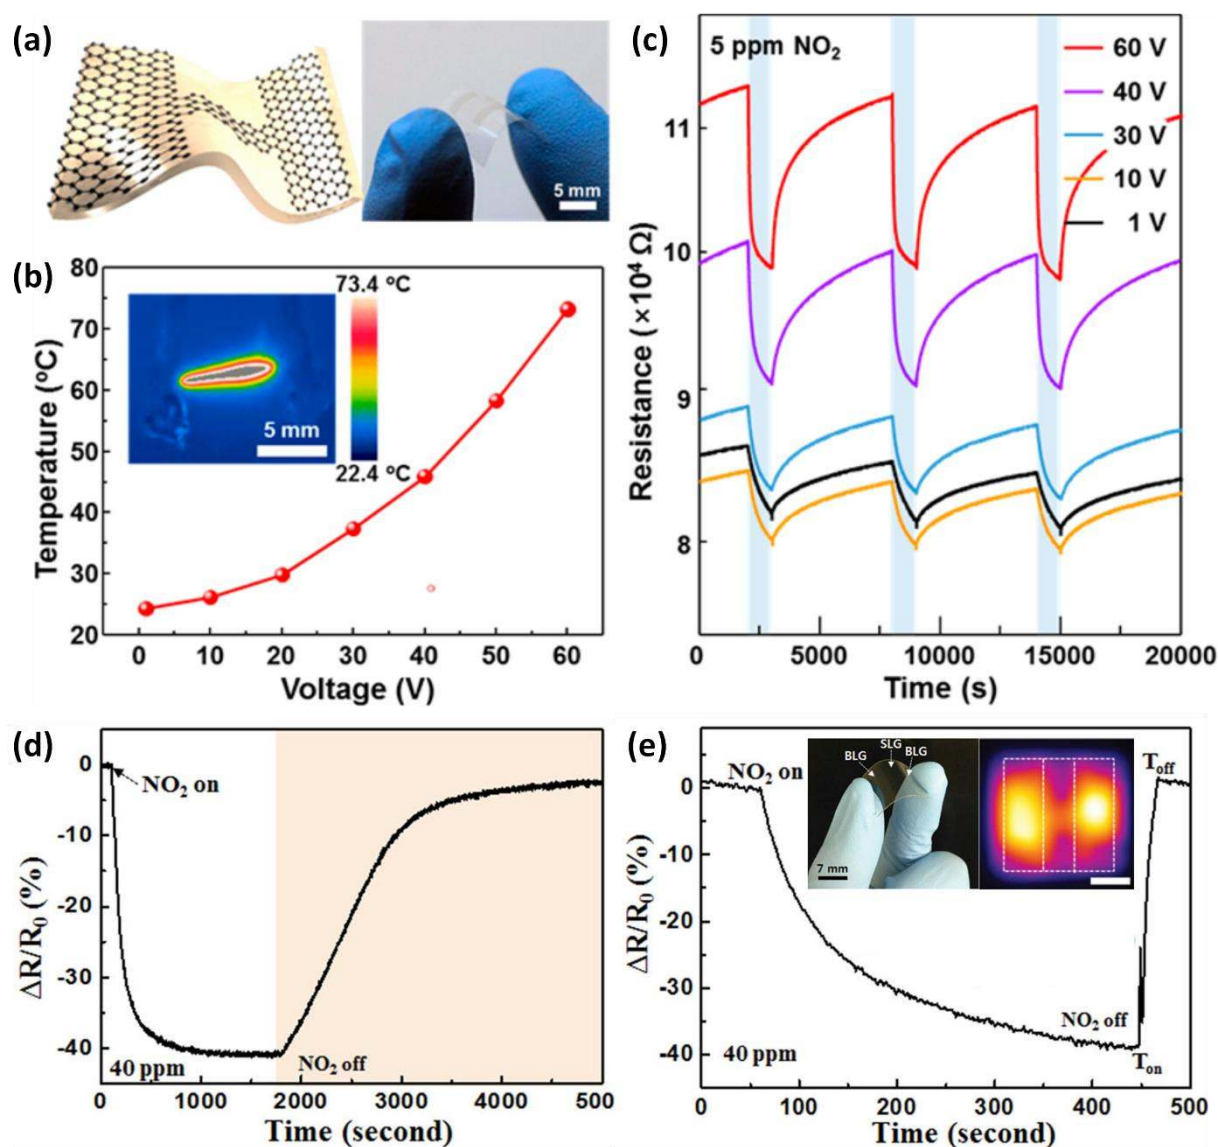 (a)
5 mm
(b)
80
70
60
50
40
30
20
Temperature (ºC)
73.4 ºC
22.4 ºC
5 mm
0 10 20 30 40 50 60
Voltage (V)
(c)
5 ppm NO₂
60 V
40 V
30 V
10 V
1 V
11
10
9
8
Resistance (×10⁴ Ω)
0 5000 10000 15000 20000
Time (s)
(d)
0
-10
-20
-30
-40
ΔR/R₀ (%)
NO₂ on
NO₂ off
40 ppm
0 1000 2000 3000 4000 500
Time (second)
(e)
0
-10
-20
-30
-40
ΔR/R₀ (%)
NO₂ on
BLG SLG BLG
7 mm
Toff
NO₂ off
Ton
40 ppm
0 100 200 300 400 500
Time (second)